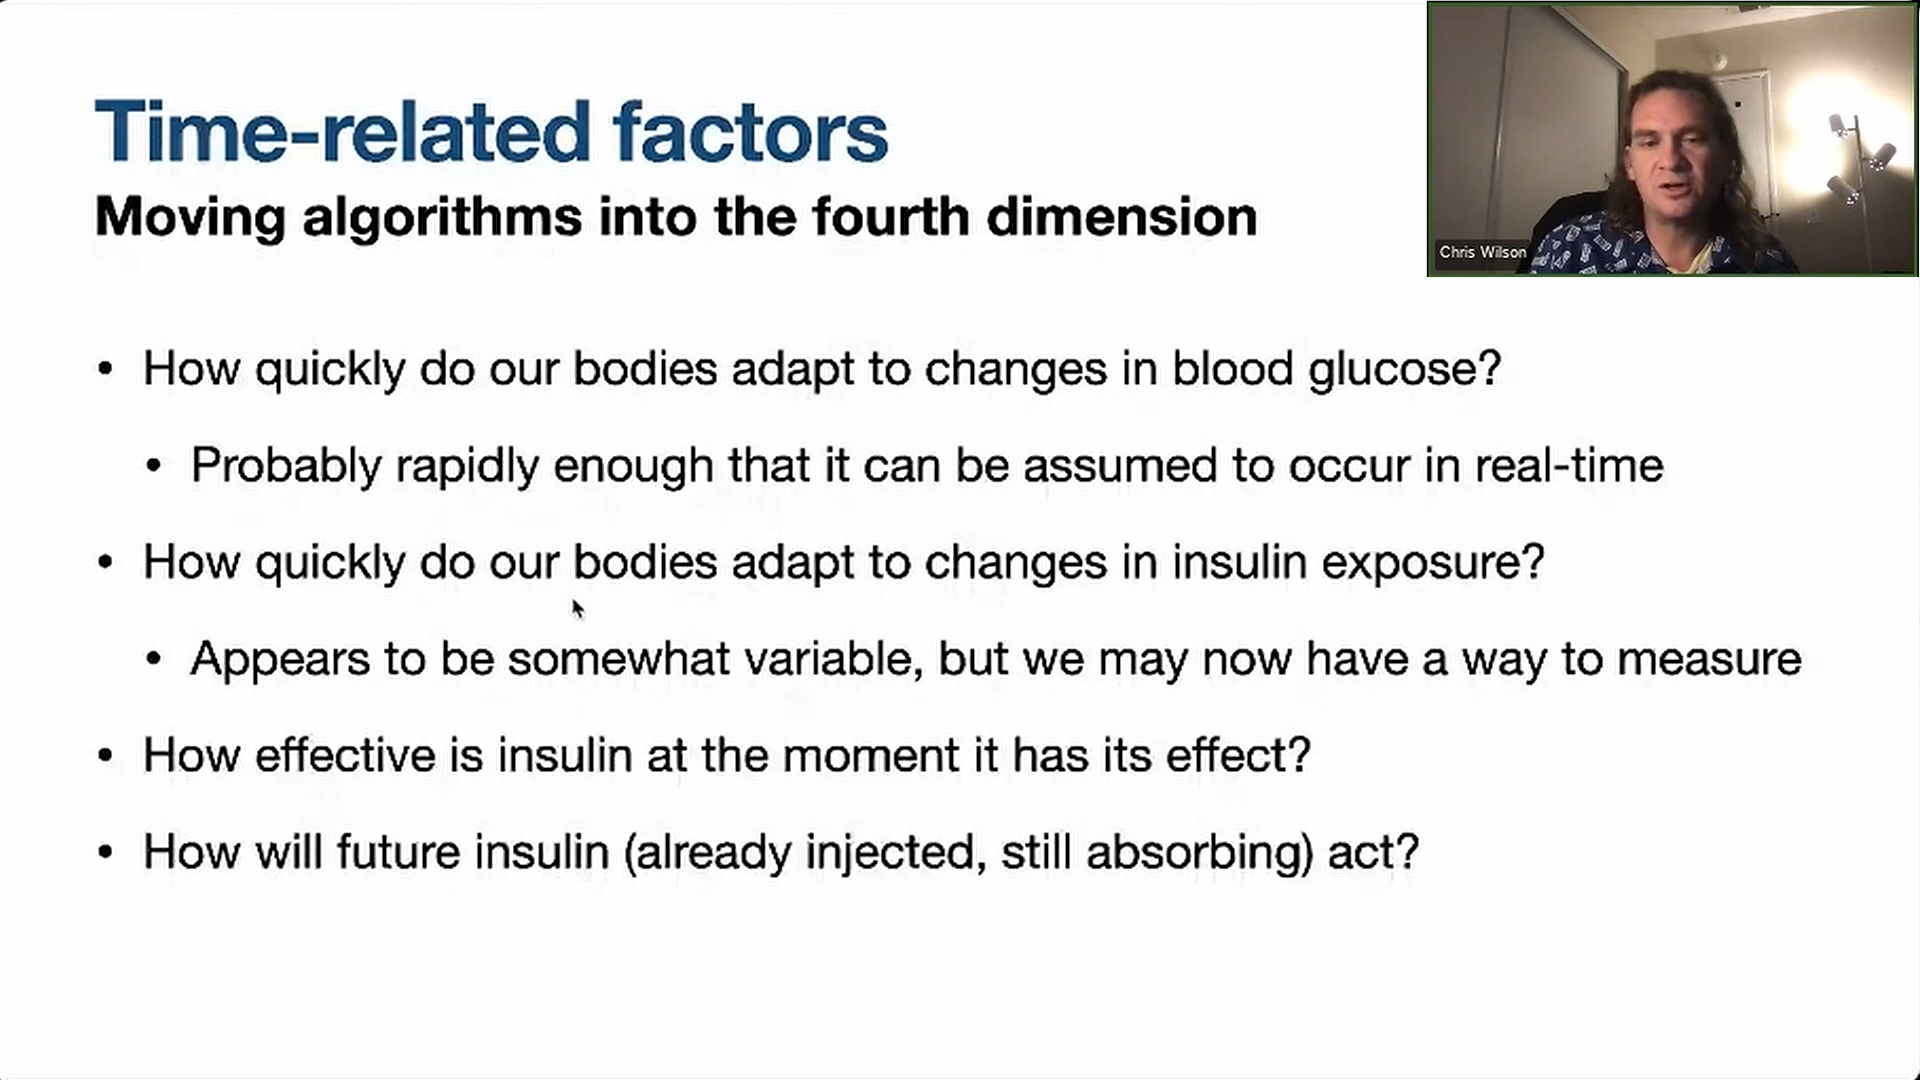 Time-related factors
Moving algorithms into the fourth dimension
Chris Wilson
• How quickly do our bodies adapt to changes in blood glucose?
• Probably rapidly enough that it can be assumed to occur in real-time
• How quickly do our bodies adapt to changes in insulin exposure?
• Appears to be somewhat variable, but we may now have a way to measure
• How effective is insulin at the moment it has its effect?
• How will future insulin (already injected, still absorbing) act?